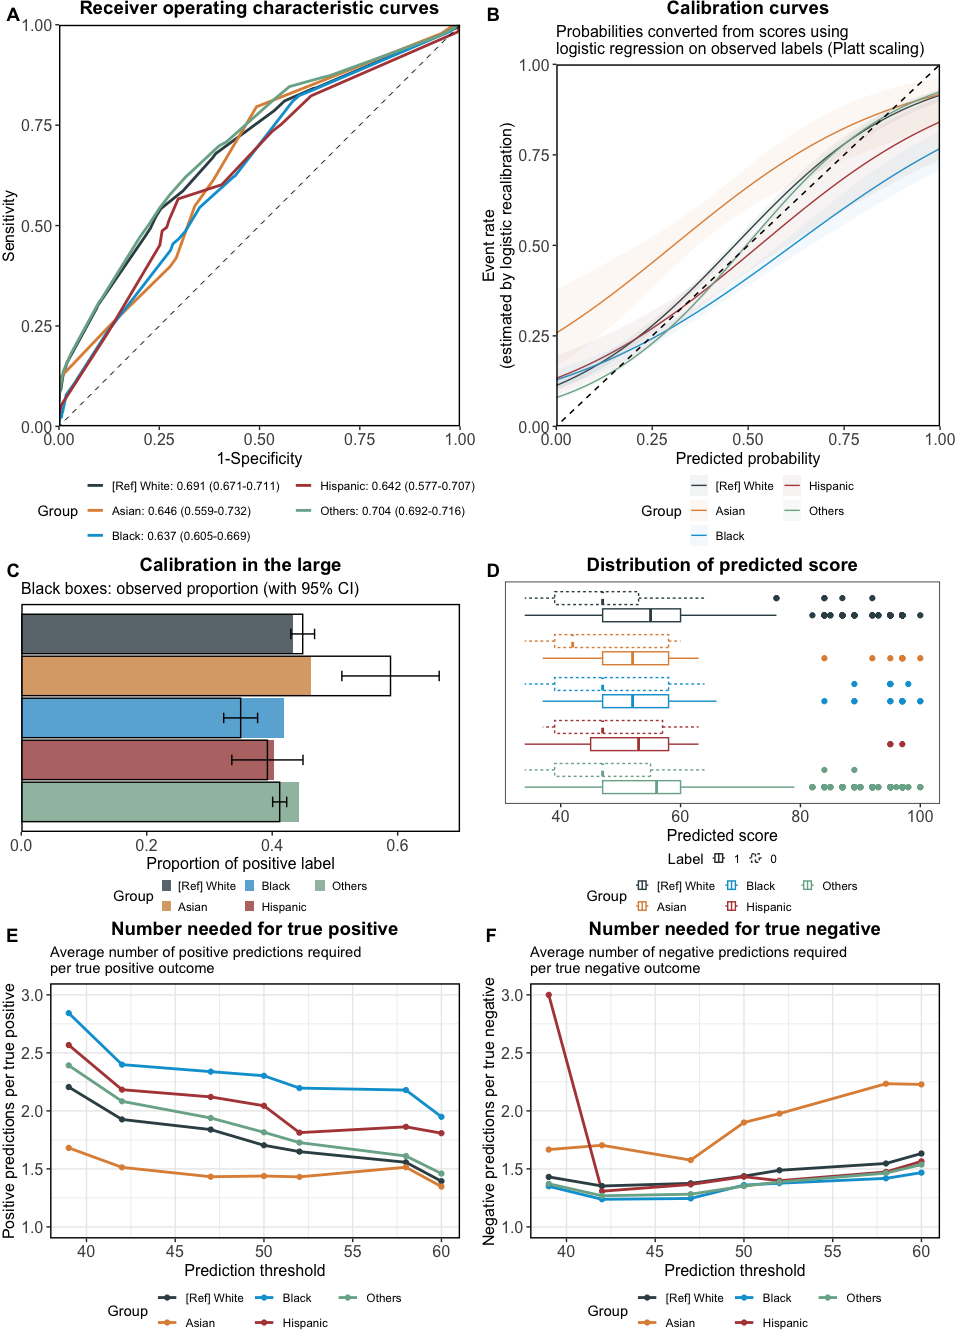 A
Receiver operating characteristic curves
1.00
0.75
0.50
0.25
0.00
Sensitivity
0.00 0.25 0.50 0.75 1.00
1-Specificity
Group
[Ref] White: 0.691 (0.671-0.711)
Hispanic: 0.642 (0.577-0.707)
Asian: 0.646 (0.559-0.732)
Others: 0.704 (0.692-0.716)
Black: 0.637 (0.605-0.669)
B
Calibration curves
Probabilities converted from scores using
logistic regression on observed labels (Platt scaling)
1.00
0.75
0.50
0.25
0.00
Event rate
(estimated by logistic recalibration)
0.00 0.25 0.50 0.75 1.00
Predicted probability
Group
[Ref] White
Hispanic
Asian
Others
Black
C
Calibration in the large
Black boxes: observed proportion (with 95% CI)
0.0 0.2 0.4 0.6
Proportion of positive label
Group
[Ref] White
Black
Others
Asian
Hispanic
D
Distribution of predicted score
40 60 80 100
Predicted score
Label 1 0
Group
[Ref] White
Black
Others
Asian
Hispanic
E
Number needed for true positive
Average number of positive predictions required
per true positive outcome
3.0
2.5
2.0
1.5
1.0
Positive predictions per true positive
40 45 50 55 60
Prediction threshold
Group
[Ref] White
Black
Others
Asian
Hispanic
F
Number needed for true negative
Average number of negative predictions required
per true negative outcome
3.0
2.5
2.0
1.5
1.0
Negative predictions per true negative
40 45 50 55 60
Prediction threshold
Group
[Ref] White
Black
Others
Asian
Hispanic